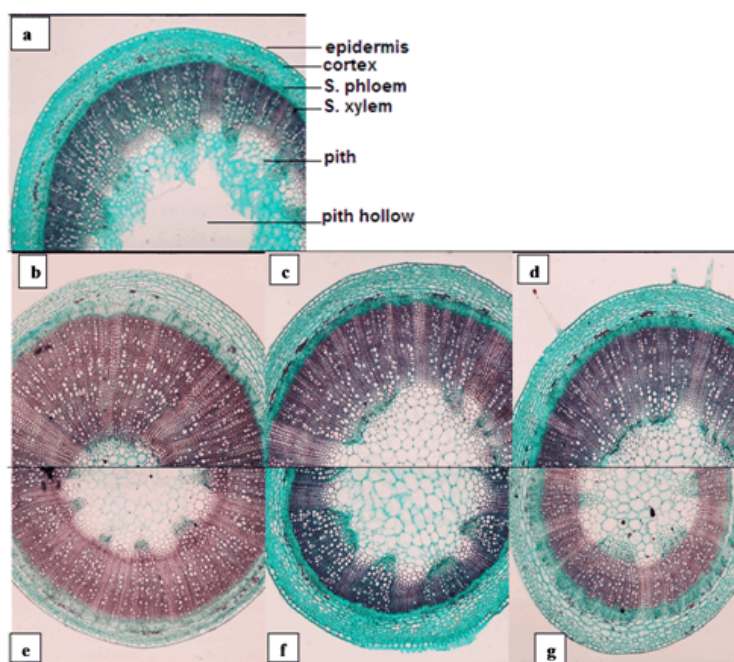 a
epidermis
cortex
S. phloem
S. xylem
pith
pith hollow
b
c
d
e
f
g